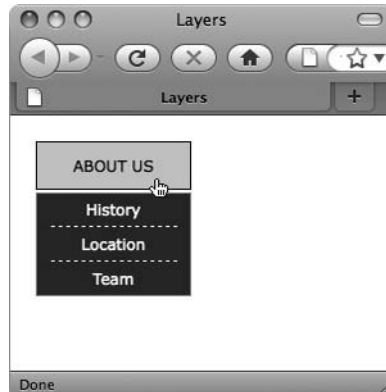 Layers
Layers
ABOUT US
History
Location
Team
Done